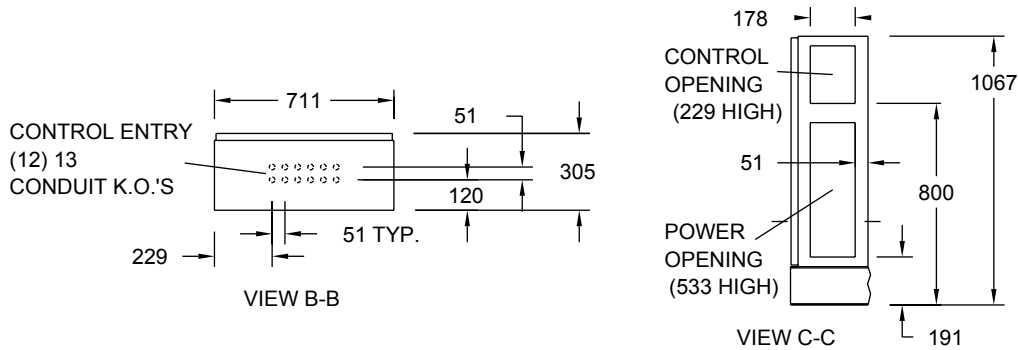 711
CONTROL ENTRY
(12) 13
CONDUIT K.O.'S
51
305
120
51 TYP.
229
VIEW B-B
178
CONTROL
OPENING
(229 HIGH)
1067
51
800
POWER
OPENING
(533 HIGH)
VIEW C-C
191